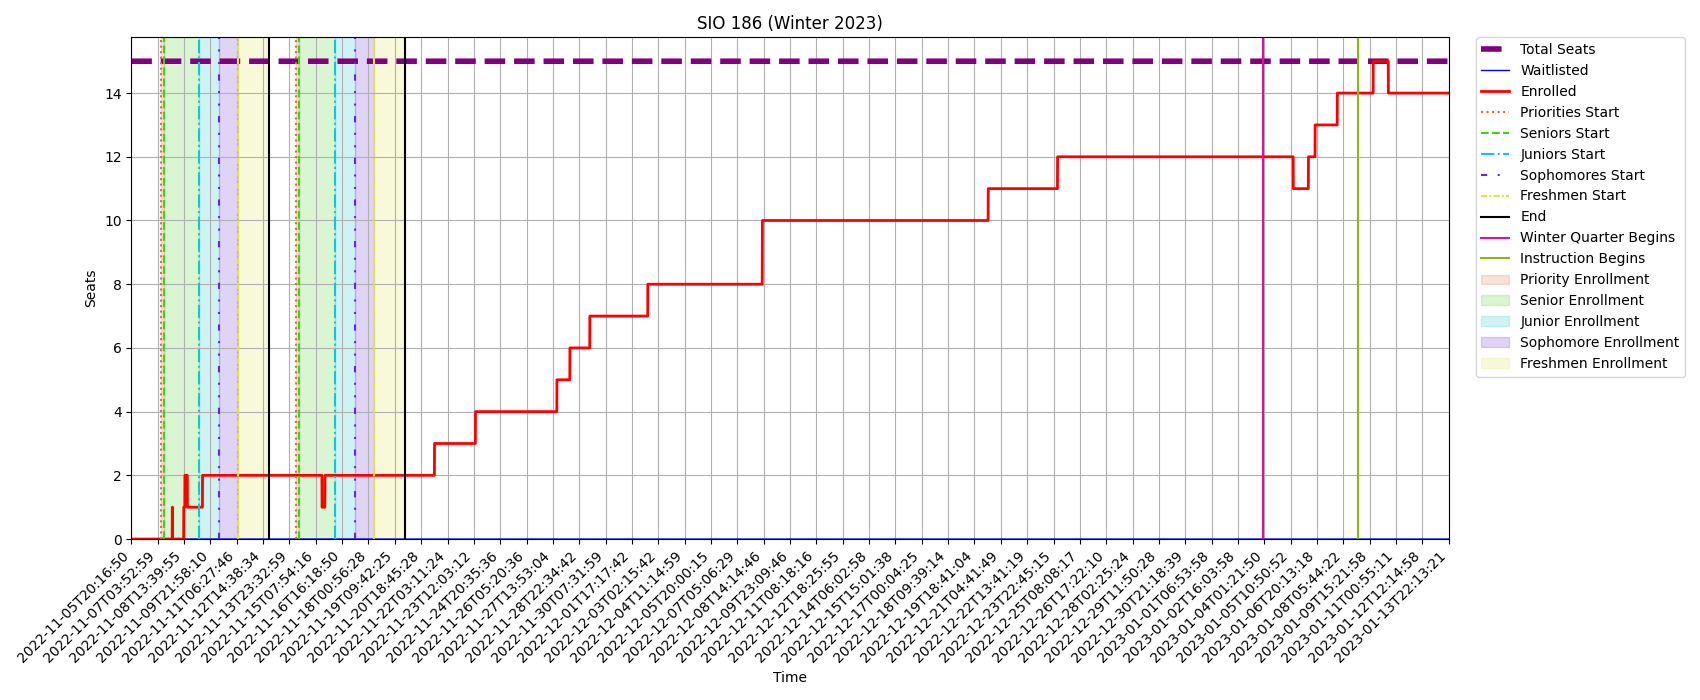 SIO 186 (Winter 2023)
Seats
14
12
10
8
6
4
2
0
2022-11-05T20:16:50
2022-11-07T03:52:59
2022-11-08T13:39:55
2022-11-09T21:58:10
2022-11-11T06:27:46
2022-11-12T14:38:34
2022-11-13T23:32:59
2022-11-15T07:54:16
2022-11-16T16:18:50
2022-11-18T00:56:28
2022-11-19T09:42:25
2022-11-20T18:45:28
2022-11-22T03:11:24
2022-11-23T12:03:12
2022-11-24T20:35:36
2022-11-26T05:20:36
2022-11-27T13:53:04
2022-11-28T22:34:42
2022-11-30T07:31:59
2022-12-01T17:17:42
2022-12-03T02:15:42
2022-12-04T11:14:59
2022-12-05T20:00:15
2022-12-07T05:06:29
2022-12-08T14:14:46
2022-12-09T23:09:46
2022-12-11T08:18:16
2022-12-12T18:25:55
2022-12-14T06:02:58
2022-12-15T15:01:38
2022-12-17T00:04:25
2022-12-18T09:39:14
2022-12-19T18:41:04
2022-12-21T04:41:49
2022-12-22T13:41:19
2022-12-23T22:45:15
2022-12-25T08:08:17
2022-12-26T17:22:10
2022-12-28T02:25:24
2022-12-29T11:50:28
2022-12-30T21:18:39
2023-01-01T06:53:58
2023-01-02T16:03:58
2023-01-04T01:21:50
2023-01-05T10:50:52
2023-01-06T20:13:18
2023-01-08T05:44:22
2023-01-09T15:21:58
2023-01-11T00:55:11
2023-01-12T12:14:58
2023-01-13T22:13:21
Time
Total Seats
Waitlisted
Enrolled
Priorities Start
Seniors Start
Juniors Start
Sophomores Start
Freshmen Start
End
Winter Quarter Begins
Instruction Begins
Priority Enrollment
Senior Enrollment
Junior Enrollment
Sophomore Enrollment
Freshmen Enrollment